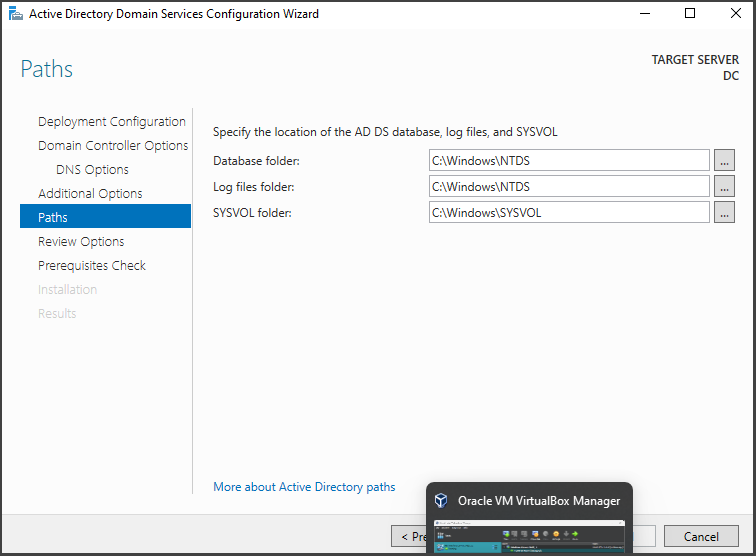 Active Directory Domain Services Configuration Wizard
Paths
TARGET SERVER
DC
Deployment Configuration
Domain Controller Options
DNS Options
Additional Options
Paths
Review Options
Prerequisites Check
Installation
Results
Specify the location of the AD DS database, log files, and SYSVOL
Database folder:
C:\Windows\NTDS
...
Log files folder:
C:\Windows\NTDS
...
SYSVOL folder:
C:\Windows\SYSVOL
...
More about Active Directory paths
Oracle VM VirtualBox Manager
< Pre
Cancel